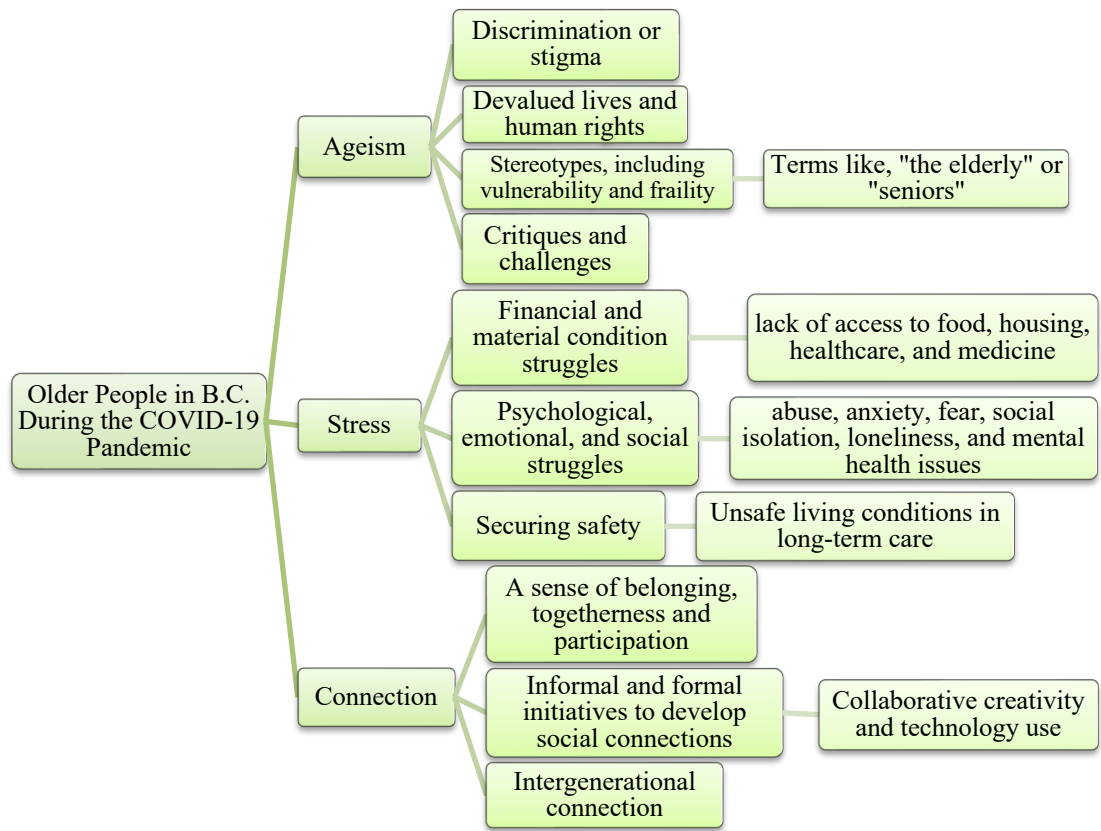 Discrimination or
stigma
Devalued lives and
human rights
Ageism
Stereotypes, including
vulnerability and fraility
Terms like, "the elderly" or
"seniors"
Critiques and
challenges
Older People in B.C.
During the COVID-19
Pandemic
Stress
Financial and
material condition
struggles
lack of access to food, housing,
healthcare, and medicine
Psychological,
emotional, and social
struggles
abuse, anxiety, fear, social
isolation, loneliness, and mental
health issues
Securing safety
Unsafe living conditions in
long-term care
Connection
A sense of belonging,
togetherness and
participation
Informal and formal
initiatives to develop
social connections
Collaborative creativity
and technology use
Intergenerational
connection